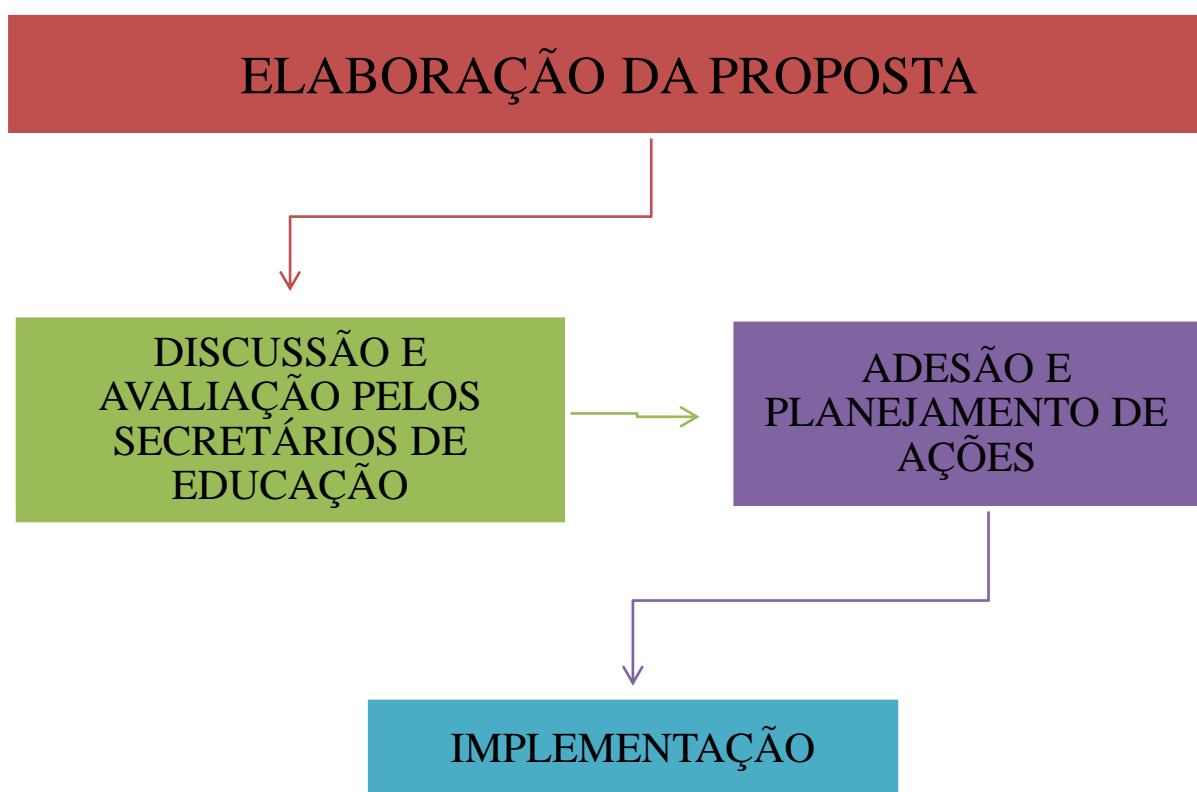 ELABORAÇÃO DA PROPOSTA
DISCUSSÃO E
AVALIAÇÃO PELOS
SECRETÁRIOS DE
EDUCAÇÃO
ADESÃO E
PLANEJAMENTO DE
AÇÕES
IMPLEMENTAÇÃO